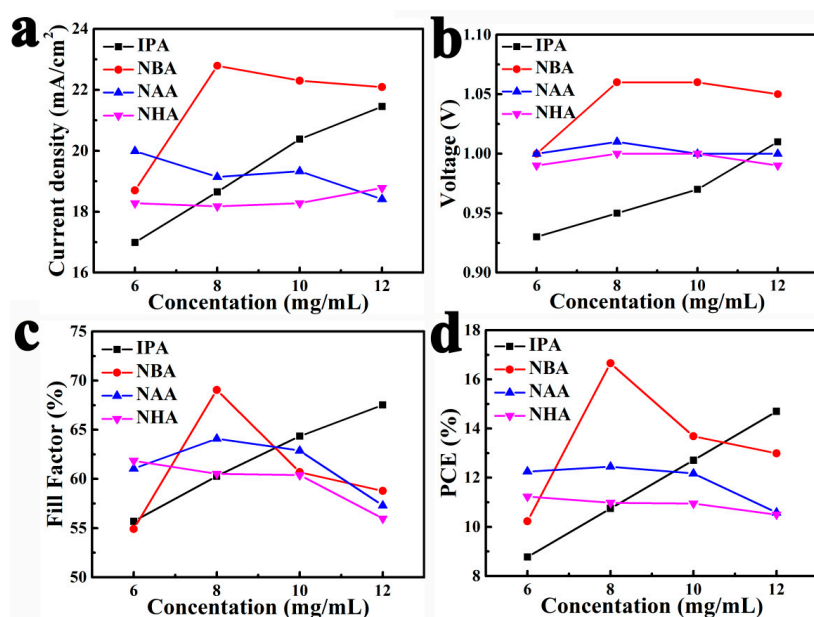 a
Current density (mA/cm²)
24
22
20
18
16
IPA
NBA
NAA
NHA
6 8 10 12
Concentation (mg/mL)
b
Voltage (V)
1.10
1.05
1.00
0.95
0.90
IPA
NBA
NAA
NHA
6 8 10 12
Concentation (mg/mL)
c
Fill Factor (%)
75
70
65
60
55
50
IPA
NBA
NAA
NHA
6 8 10 12
Concentration (mg/mL)
d
PCE (%)
18
16
14
12
10
8
IPA
NBA
NAA
NHA
6 8 10 12
Concentration (mg/mL)